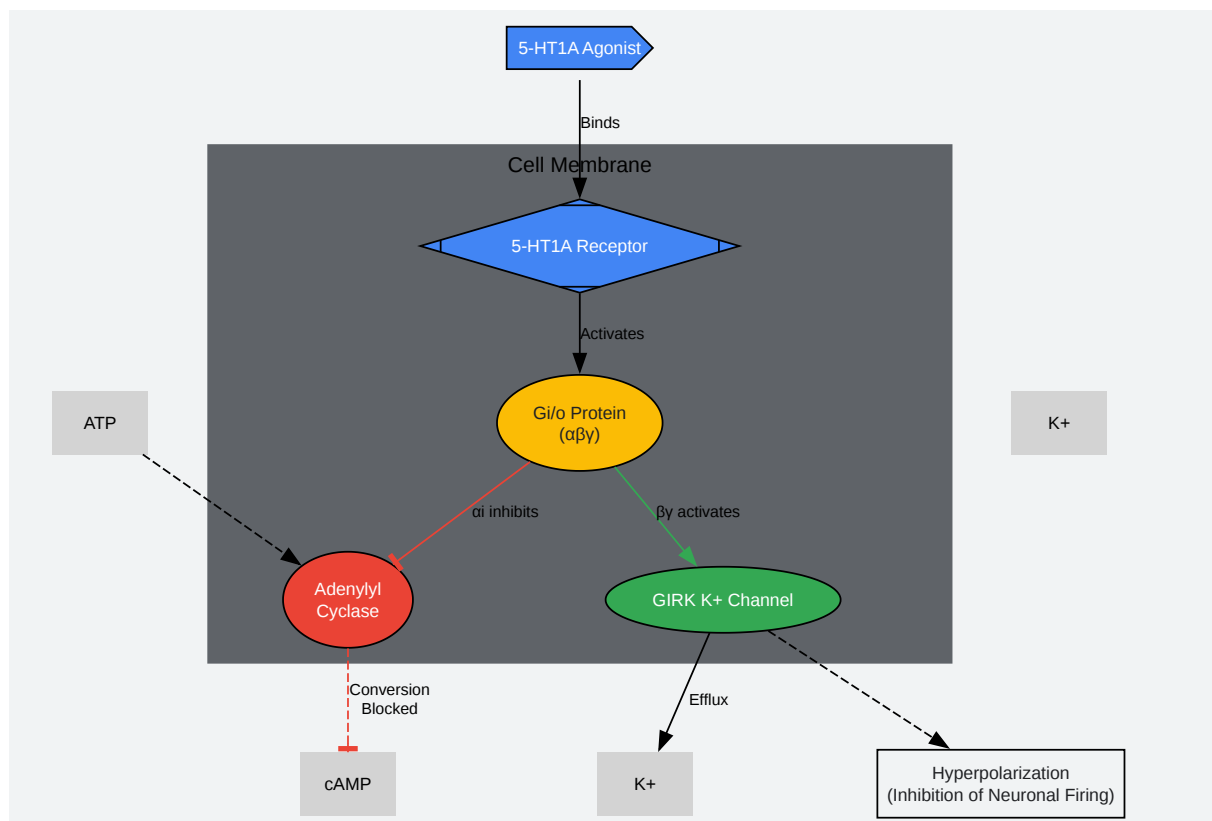 5-HT1A Agonist
Binds
Cell Membrane
5-HT1A Receptor
Activates
Gi/o Protein
(αβγ)
ATP
K+
αi inhibits
βγ activates
Adenylyl
Cyclase
GIRK K+ Channel
Conversion
Blocked
Efflux
cAMP
K+
Hyperpolarization
(Inhibition of Neuronal Firing)